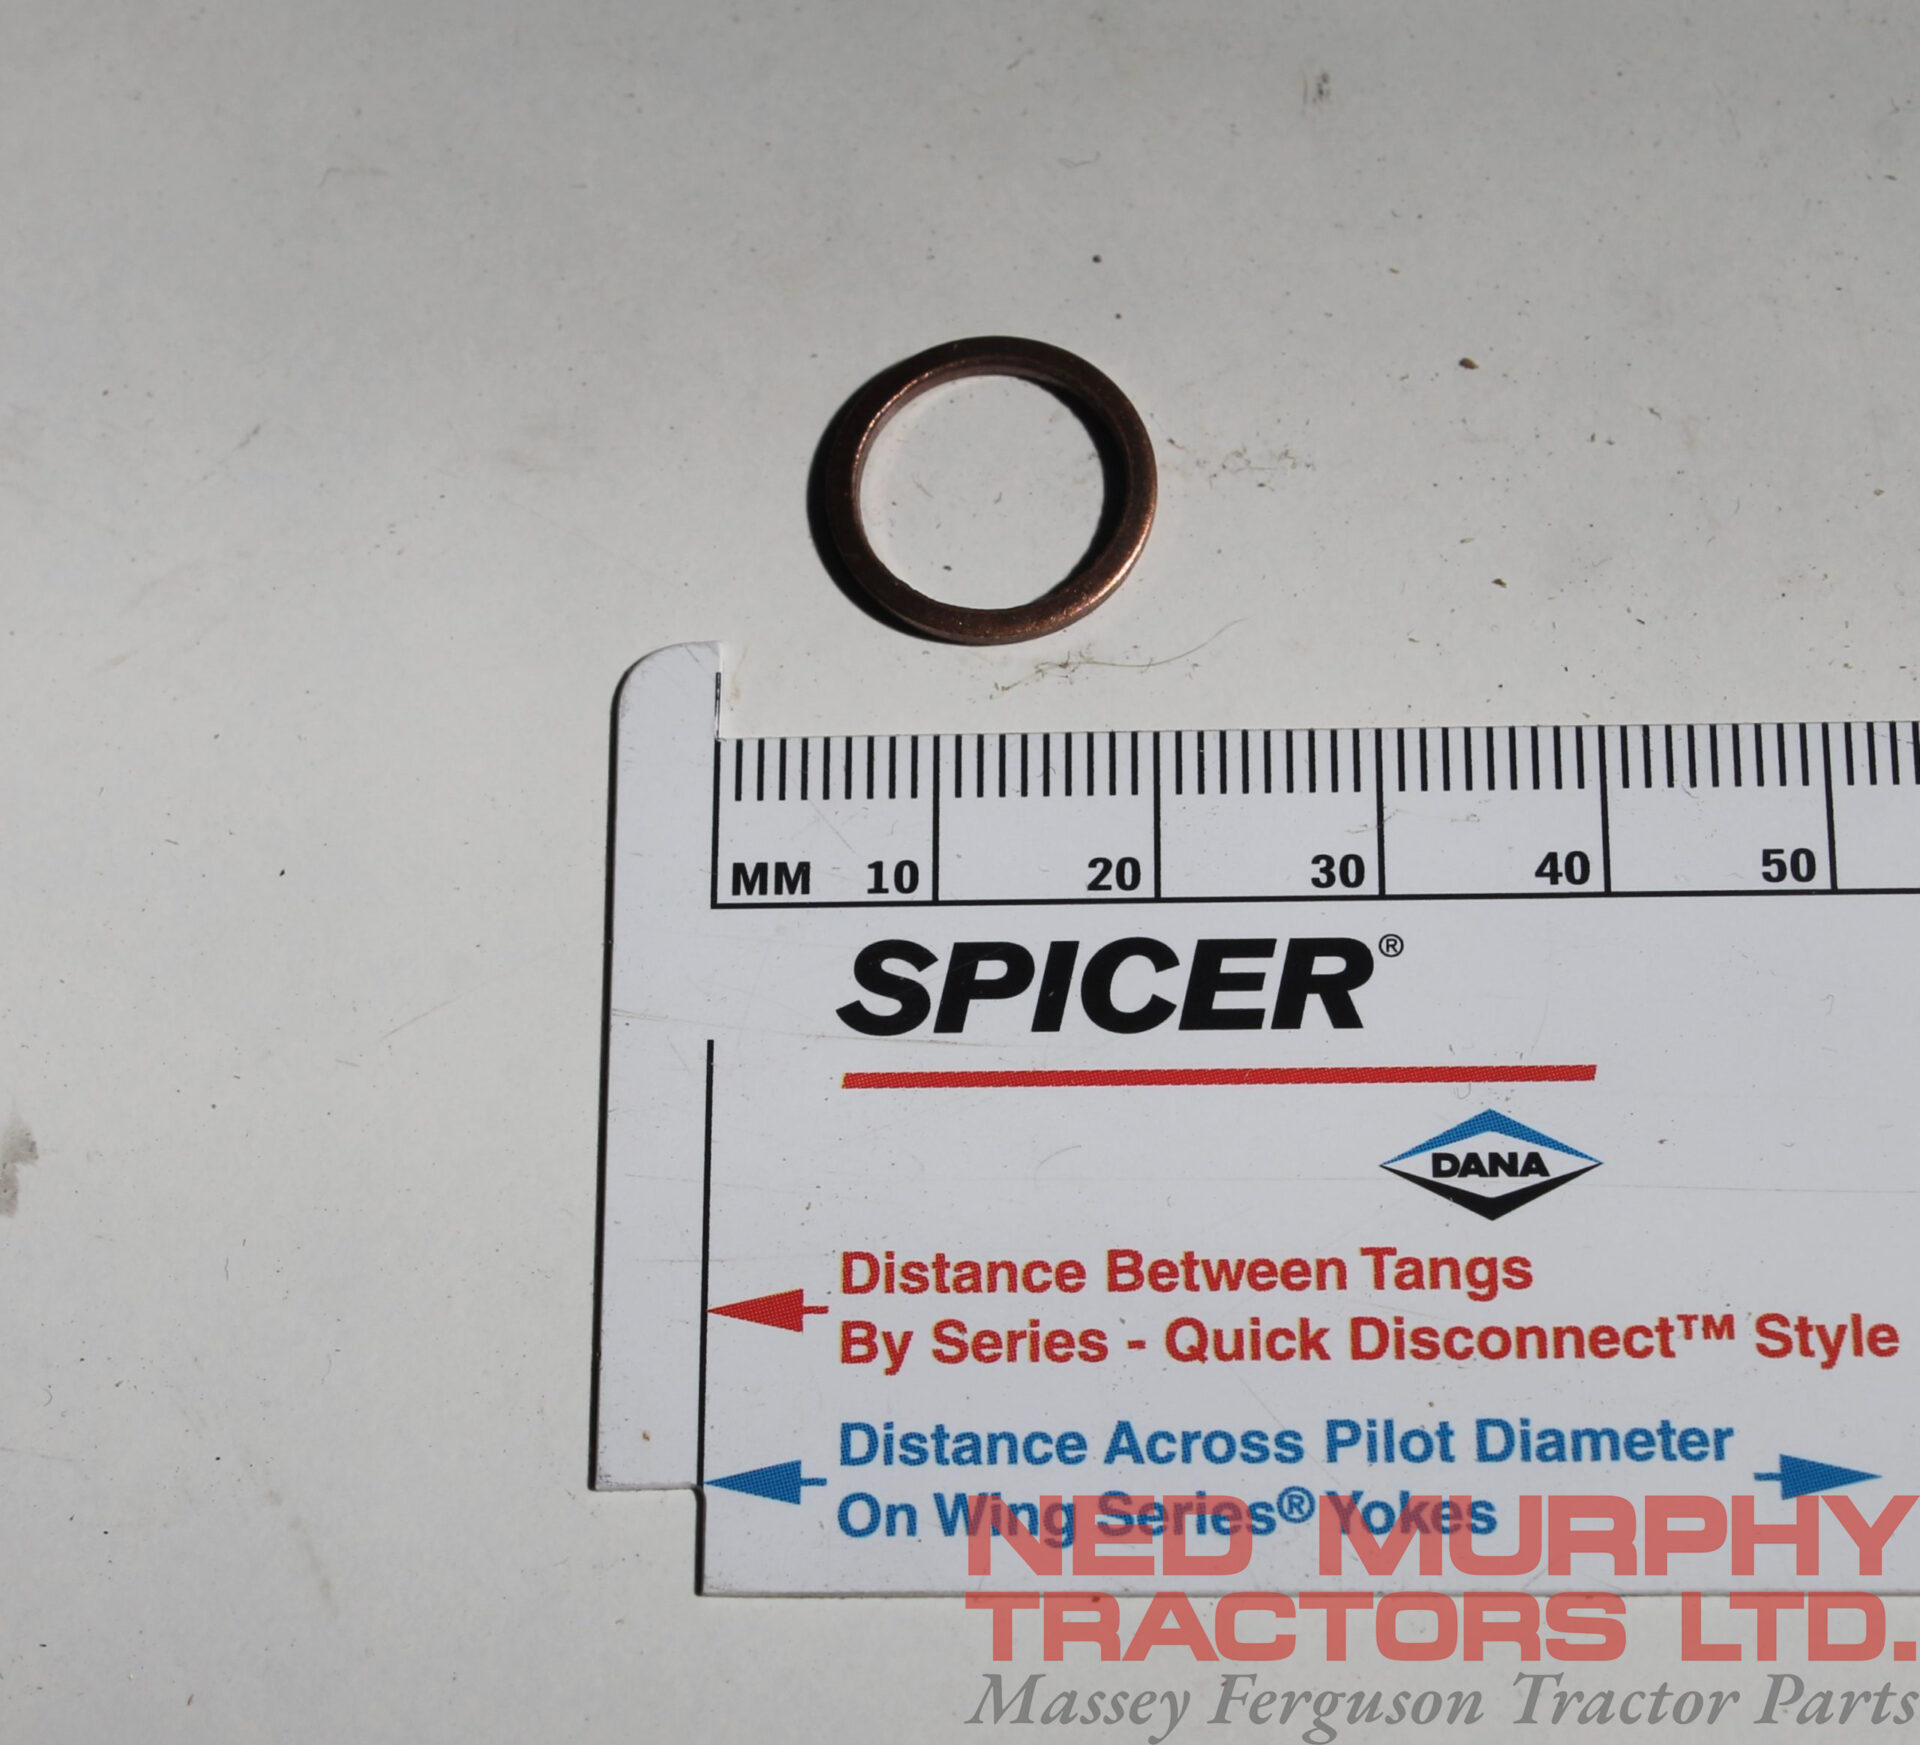 MM 10 20 30 40 50
SPICER®
DANA
Distance Between Tangs
By Series - Quick Disconnect™ Style
Distance Across Pilot Diameter
On Wing Series® Yokes
NED MURPHY
TRACTORS LTD.
Massey Ferguson Tractor Parts